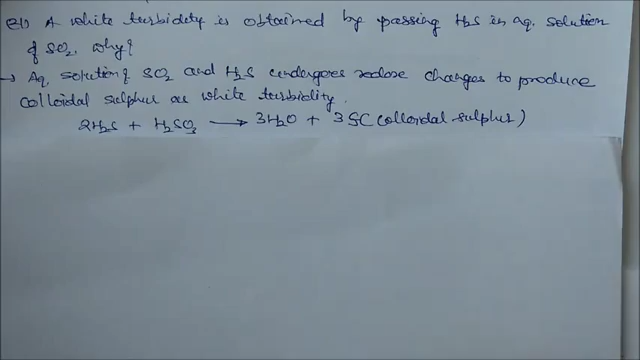 Q1) A white turbidety is obtained by passing H₂S in aq. solution
of SO₂, why?
→ Aq. solution of SO₂ and H₂S undergoes redox changes to produce
colloidal sulphur as white turbidity.
2H₂S + H₂SO₃ → 3H₂O + 3S(colloidal sulphur)